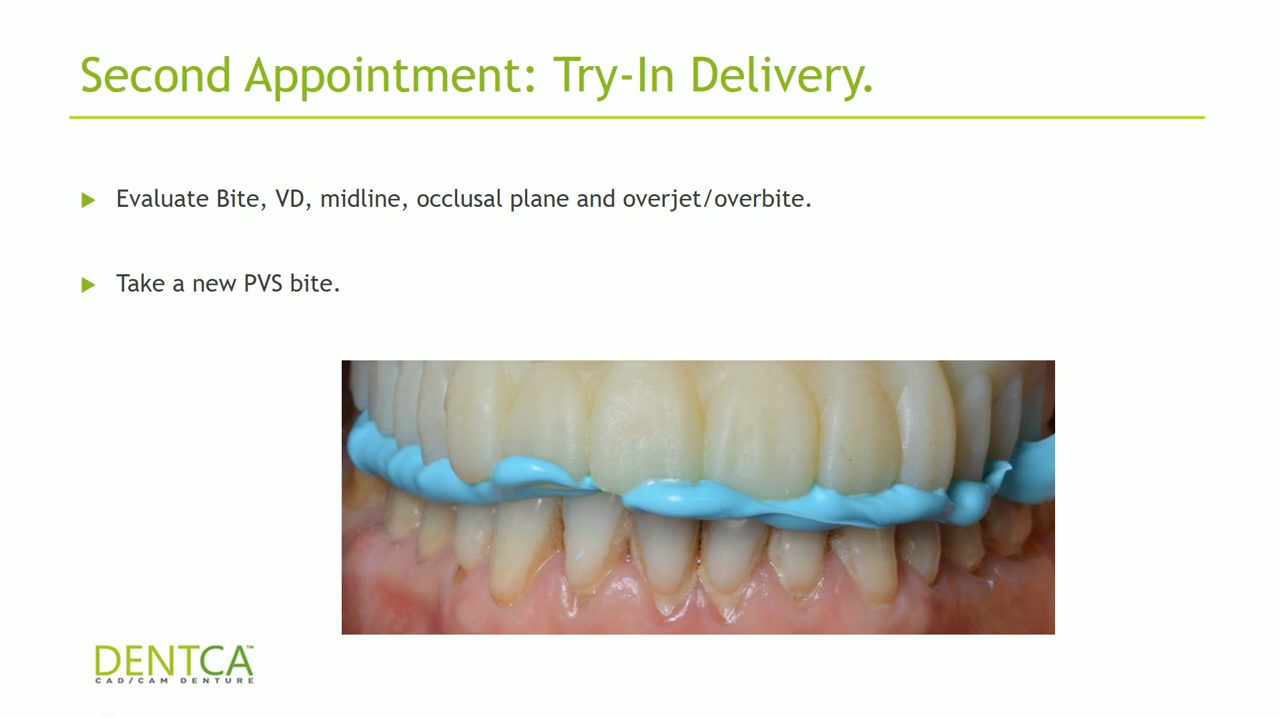 Second Appointment: Try-In Delivery.
Evaluate Bite, VD, midline, occlusal plane and overjet/overbite.
Take a new PVS bite.
DENTCA™
CAD/CAM DENTURE